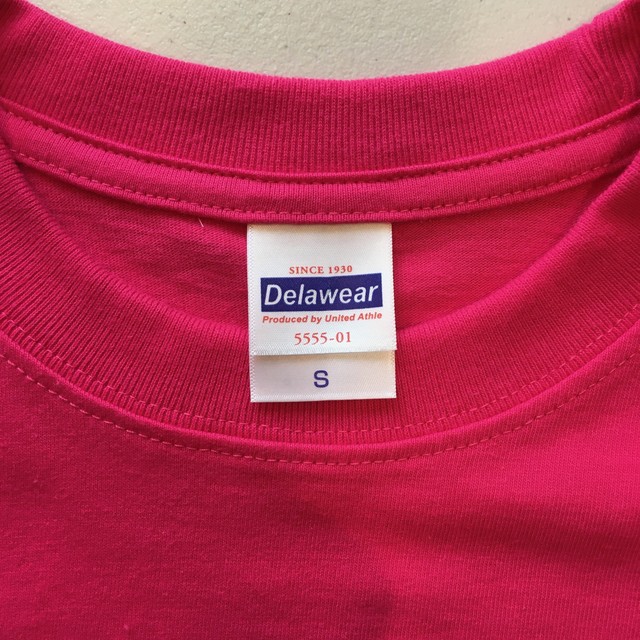 SINCE 1930
Delawear
Produced by United Athle
5555-01
S